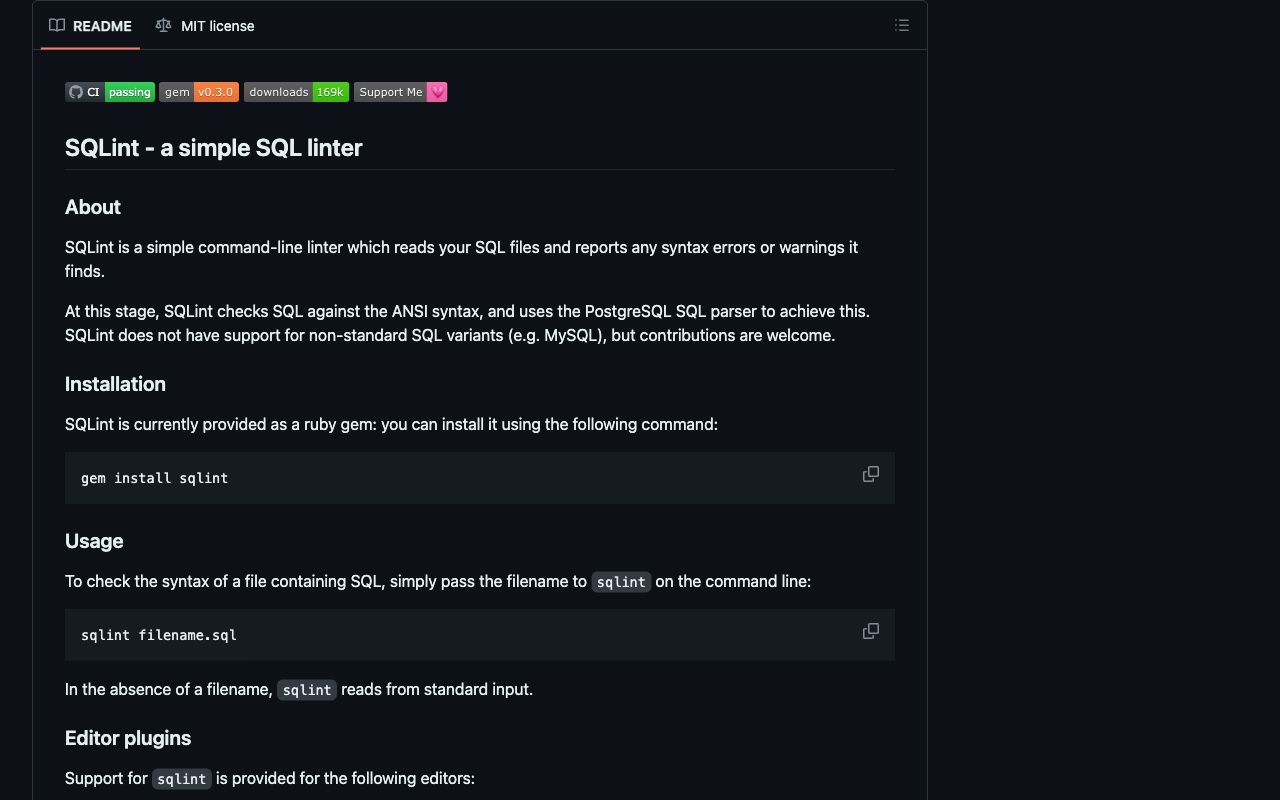 README MIT license
CI passing gem v0.3.0 downloads 169k Support Me
SQLint - a simple SQL linter
About
SQLint is a simple command-line linter which reads your SQL files and reports any syntax errors or warnings it
finds.
At this stage, SQLint checks SQL against the ANSI syntax, and uses the PostgreSQL SQL parser to achieve this.
SQLint does not have support for non-standard SQL variants (e.g. MySQL), but contributions are welcome.
Installation
SQLint is currently provided as a ruby gem: you can install it using the following command:
gem install sqlint
Usage
To check the syntax of a file containing SQL, simply pass the filename to sqlint on the command line:
sqlint filename.sql
In the absence of a filename, sqlint reads from standard input.
Editor plugins
Support for sqlint is provided for the following editors: